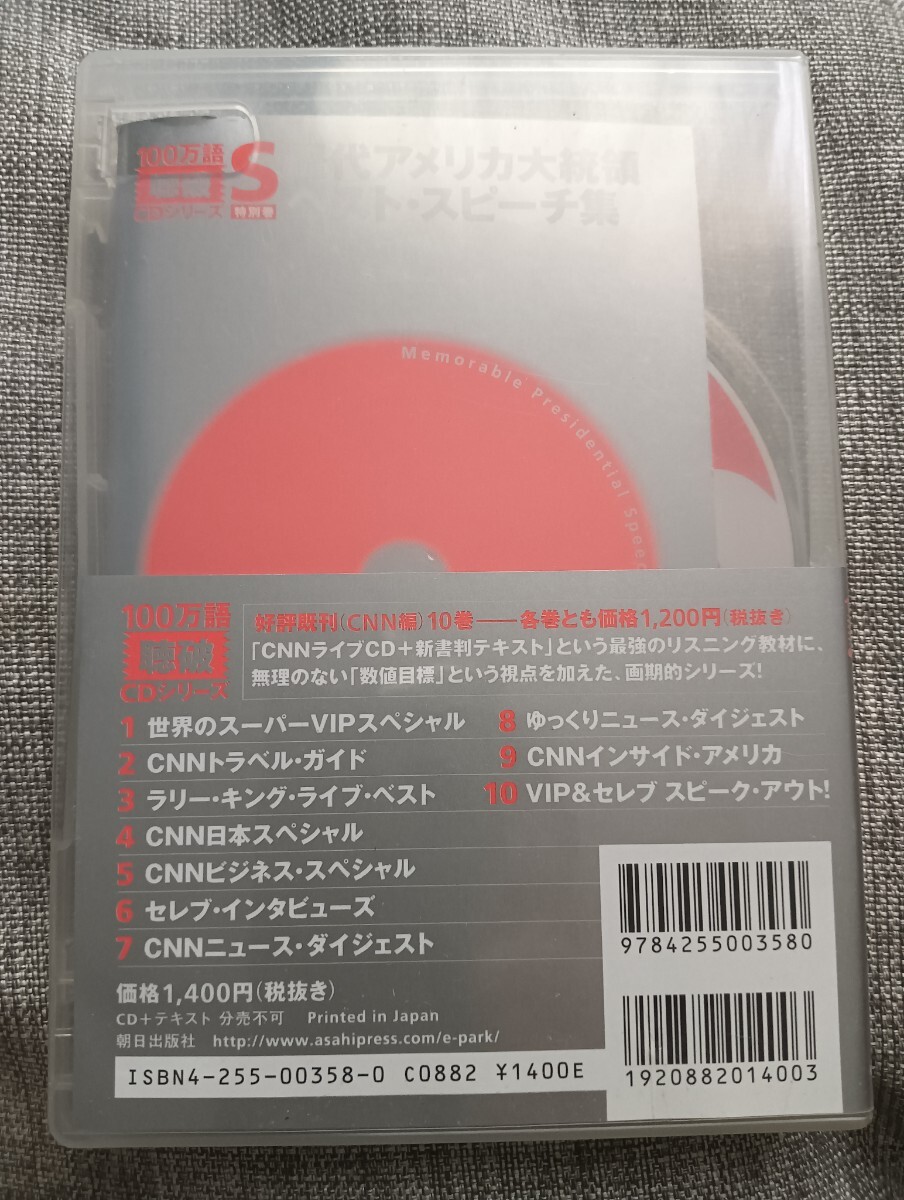 100万語
聴破
CDシリーズ
S
特別巻
代アメリカ大統領
ベスト・スピーチ集
Memorable Presidential Speec
100万語
聴破
CDシリーズ
好評既刊(CNN編)10巻――各巻とも価格1,200円(税抜き)
「CNNライブCD+新書判テキスト」という最強のリスニング教材に、
無理のない「数値目標」という視点を加えた、画期的シリーズ!
1 世界のスーパーVIPスペシャル
2 CNNトラベル・ガイド
3 ラリー・キング・ライブ・ベスト
4 CNN日本スペシャル
5 CNNビジネス・スペシャル
6 セレブ・インタビューズ
7 CNNニュース・ダイジェスト
8 ゆっくりニュース・ダイジェスト
9 CNNインサイド・アメリカ
10 VIP&セレブ スピーク・アウト!
価格1,400円(税抜き)
CD+テキスト 分売不可 Printed in Japan
朝日出版社 http://www.asahipress.com/e-park/
ISBN4-255-00358-0 C0882 ¥1400E
9784255003580
1920882014003